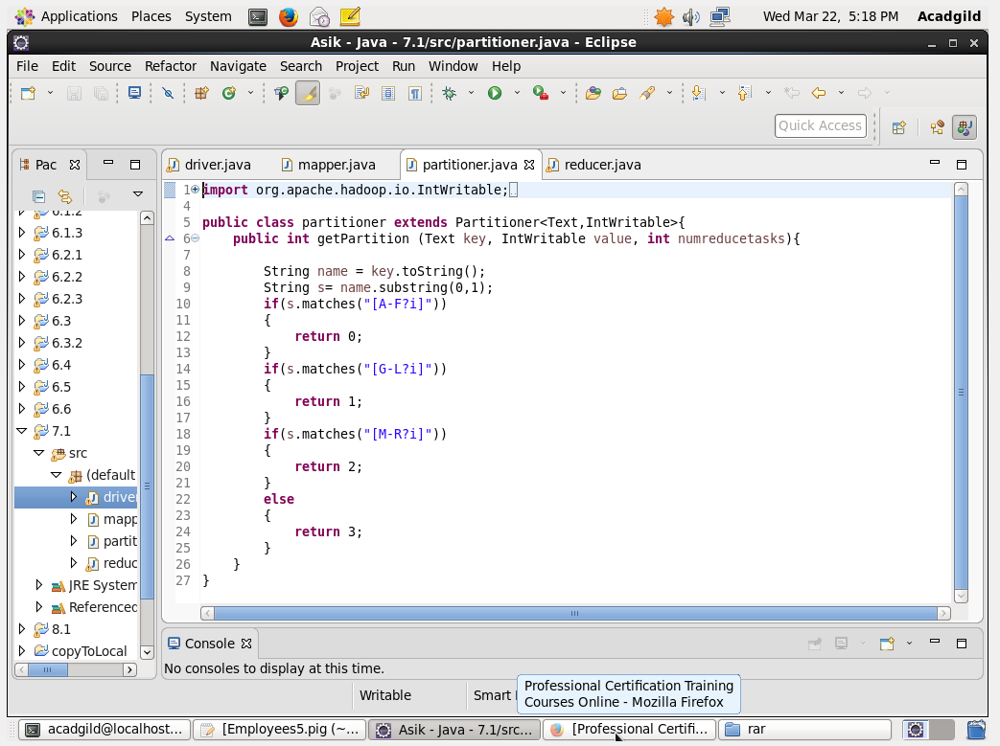 Applications Places System Wed Mar 22, 5:18 PM Acadgild
Asik - Java - 7.1/src/partitioner.java - Eclipse
File Edit Source Refactor Navigate Search Project Run Window Help
Quick Access
Pac
driver.java mapper.java partitioner.java reducer.java
6.1.2
6.1.3
6.2.1
6.2.2
6.2.3
6.3
6.3.2
6.4
6.5
6.6
7.1
src
(default
drive
mapp
partit
reduc
JRE System
Referenced
8.1
copyToLocal
1 import org.apache.hadoop.io.IntWritable;
4
5 public class partitioner extends Partitioner<Text,IntWritable>{
6 public int getPartition (Text key, IntWritable value, int numreducetasks){
7
8 String name = key.toString();
9 String s= name.substring(0,1);
10 if(s.matches("[A-F?i]"))
11 {
12 return 0;
13 }
14 if(s.matches("[G-L?i]"))
15 {
16 return 1;
17 }
18 if(s.matches("[M-R?i]"))
19 {
20 return 2;
21 }
22 else
23 {
24 return 3;
25 }
26 }
27 }
Console
No consoles to display at this time.
Writable Smart
Professional Certification Training
Courses Online - Mozilla Firefox
acadgild@localhost... [Employees5.pig (~... Asik - Java - 7.1/src... [Professional Certifi... rar